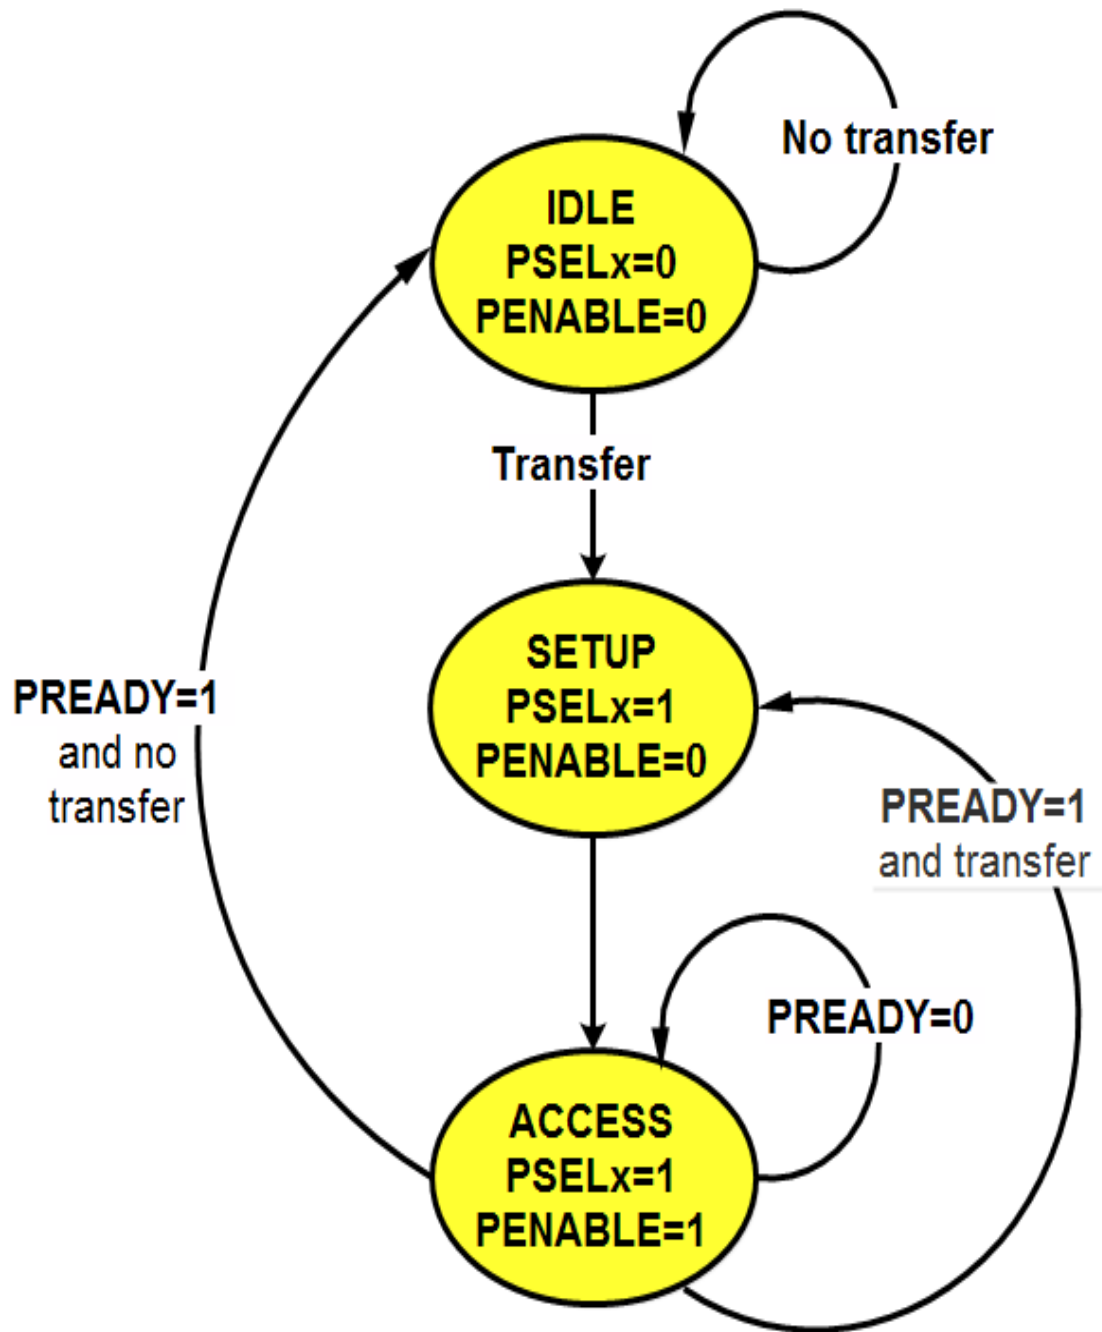 No transfer
IDLE
PSELx=0
PENABLE=0
Transfer
SETUP
PSELx=1
PENABLE=0
PREADY=1
and no
transfer
PREADY=1
and transfer
PREADY=0
ACCESS
PSELx=1
PENABLE=1